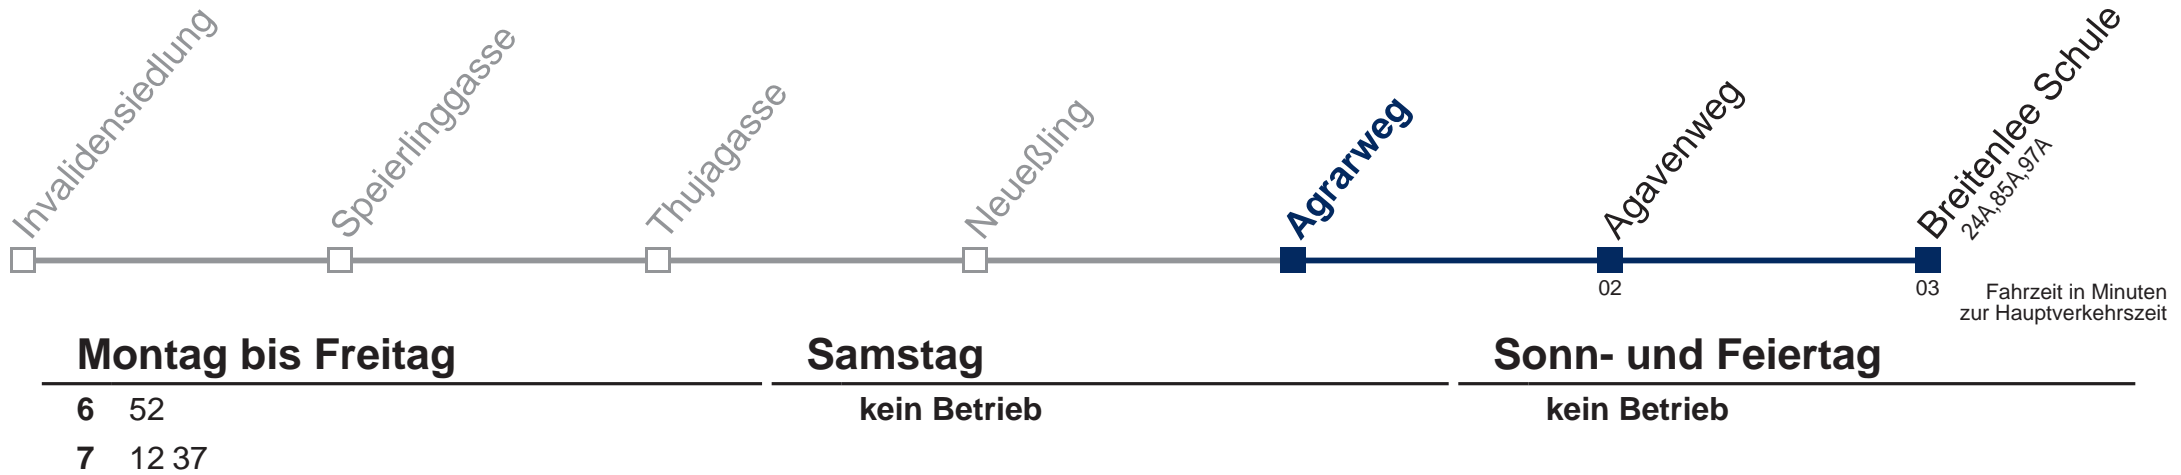 Invalidensiedlung
Speierlinggasse
Thujagasse
Neueßling
Agrarweg
Agavenweg
Breitenlee Schule
24A,85A,97A
02
03
Fahrzeit in Minuten
zur Hauptverkehrszeit
Montag bis Freitag
6 52
7 12 37
Samstag
kein Betrieb
Sonn- und Feiertag
kein Betrieb